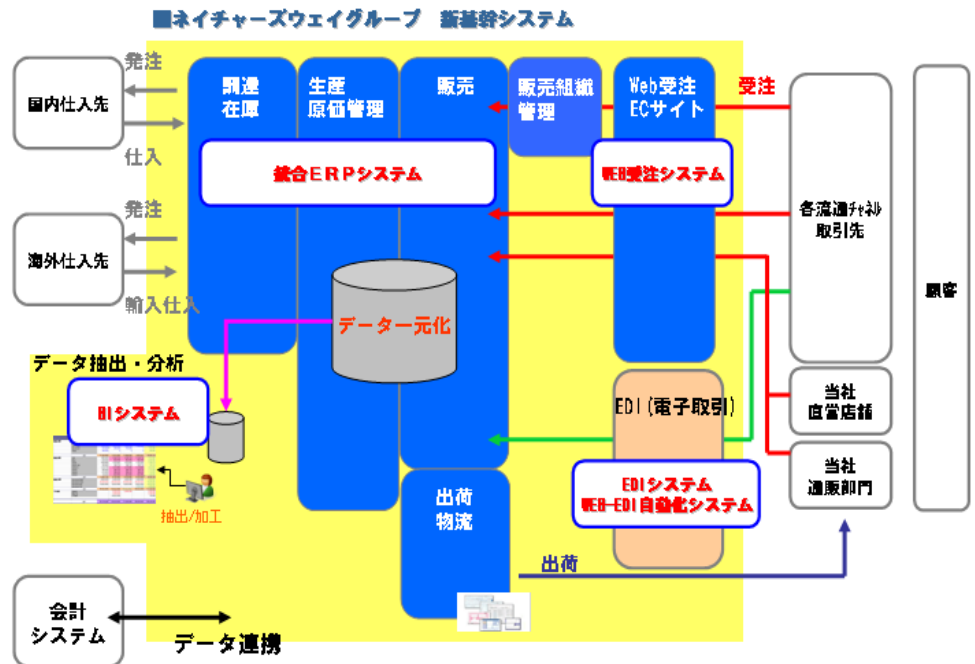 ■ネイチャーズウェイグループ　新基幹システム
発注
国内仕入先
仕入
発注
海外仕入先
輸入仕入
調達
在庫
生産
原価管理
販売
販売組織
管理
Web受注
ECサイト
受注
統合ERPシステム
WEB受注システム
各流通チャネル
取引先
顧客
データ一元化
データ抽出・分析
BIシステム
抽出/加工
EDI(電子取引)
当社
直営店舗
当社
通販部門
EDIシステム
WEB-EDI自動化システム
出荷
物流
出荷
会計
システム
データ連携